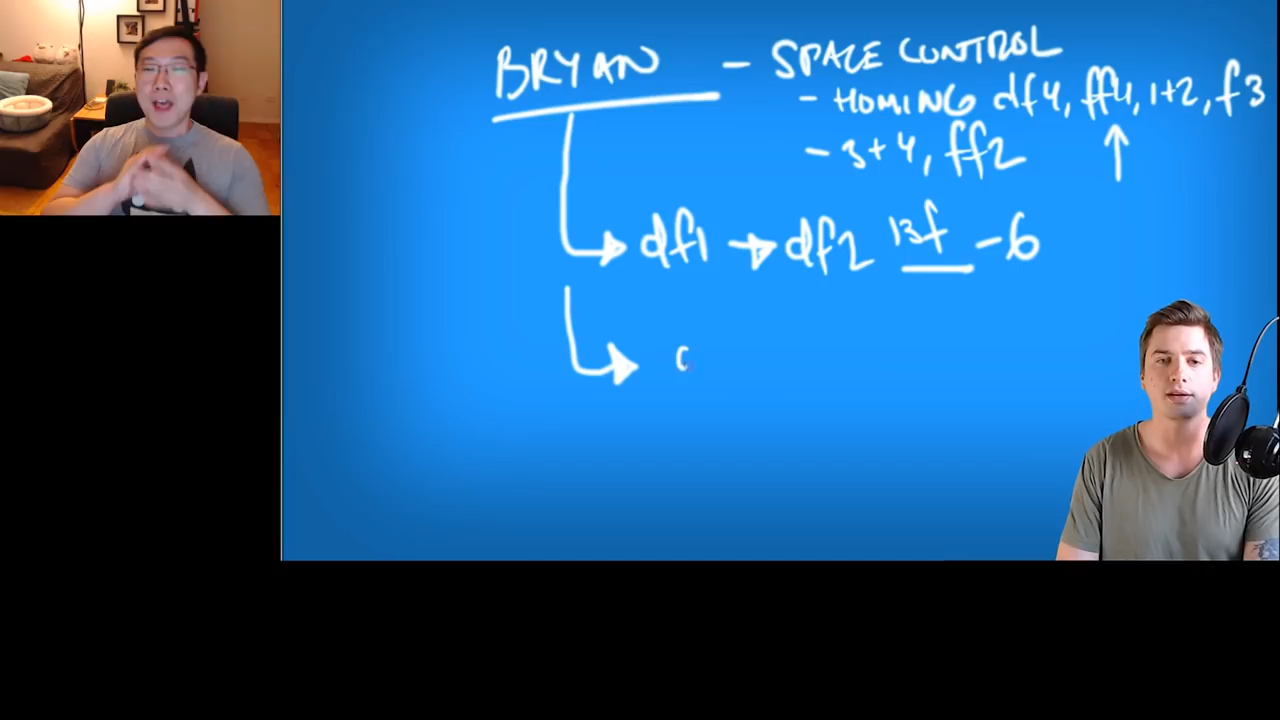 BRYAN - SPACE CONTROL
- HOMING df4, ff4, 1+2, f3
- 3+4, ff2
df1 → df2 13f -6